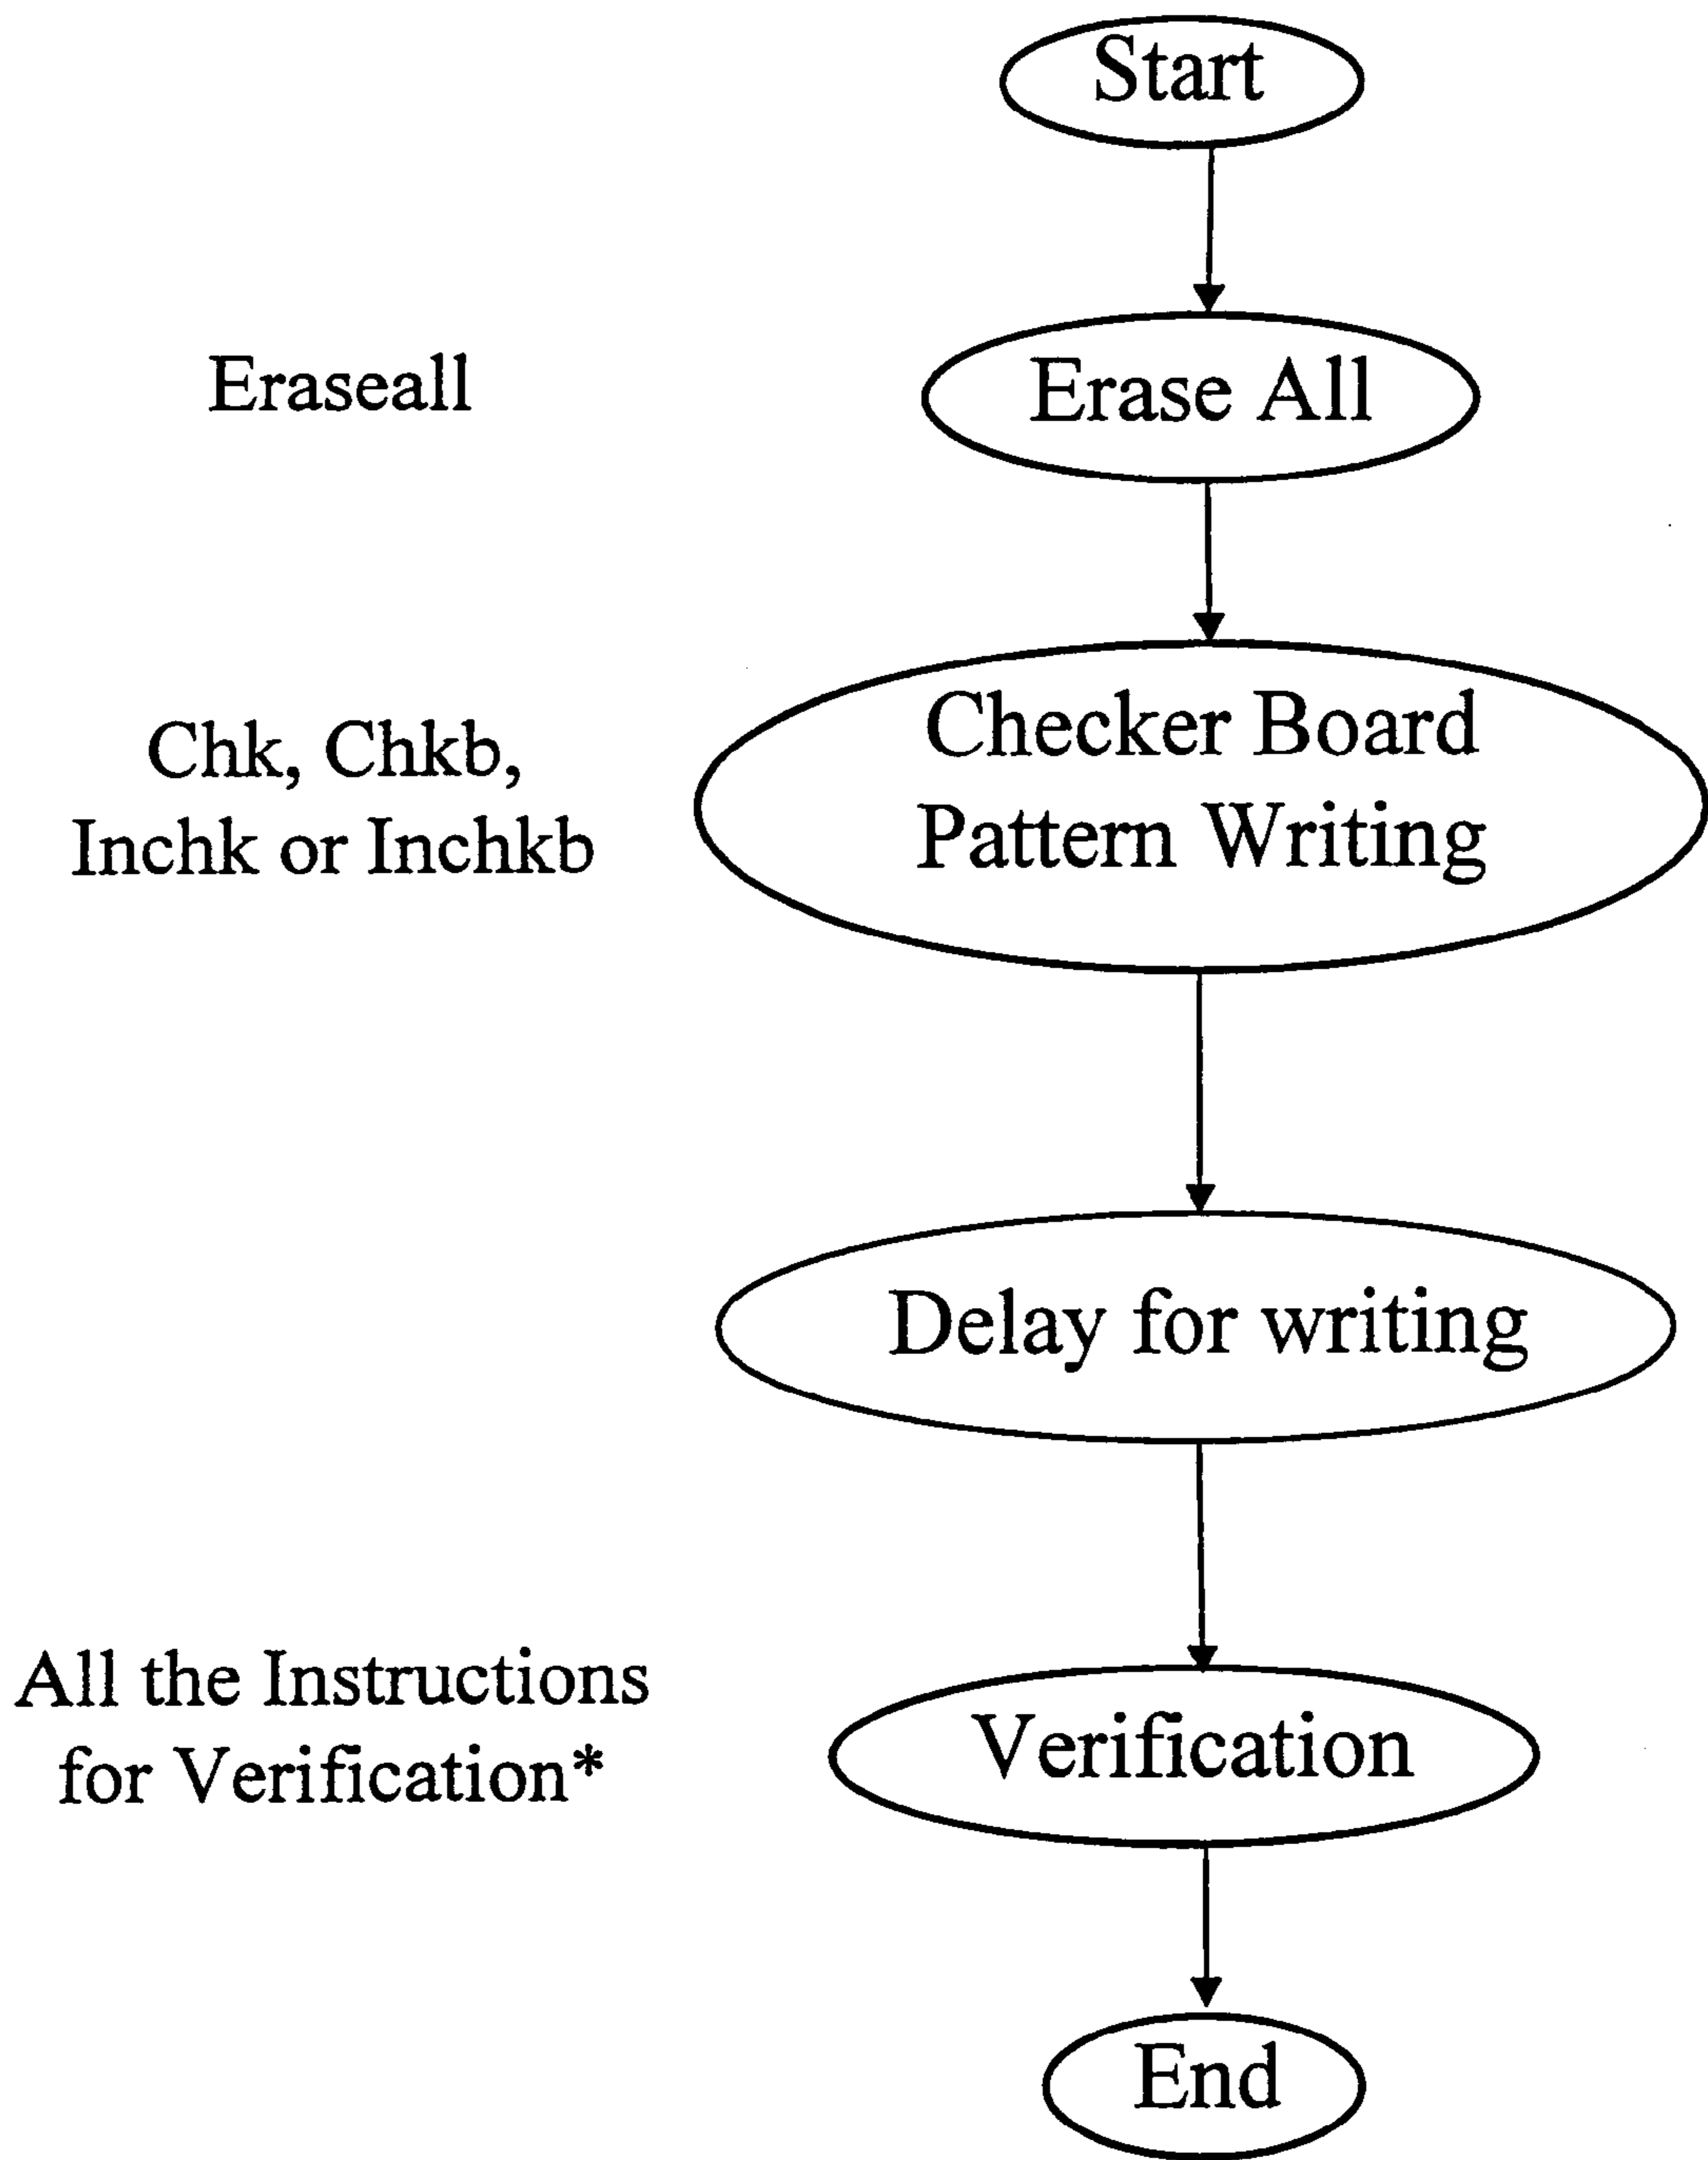 Start
Eraseall
Erase All
Chk, Chkb,
Inchk or Inchkb
Checker Board
Pattern Writing
Delay for writing
All the Instructions
for Verification*
Verification
End